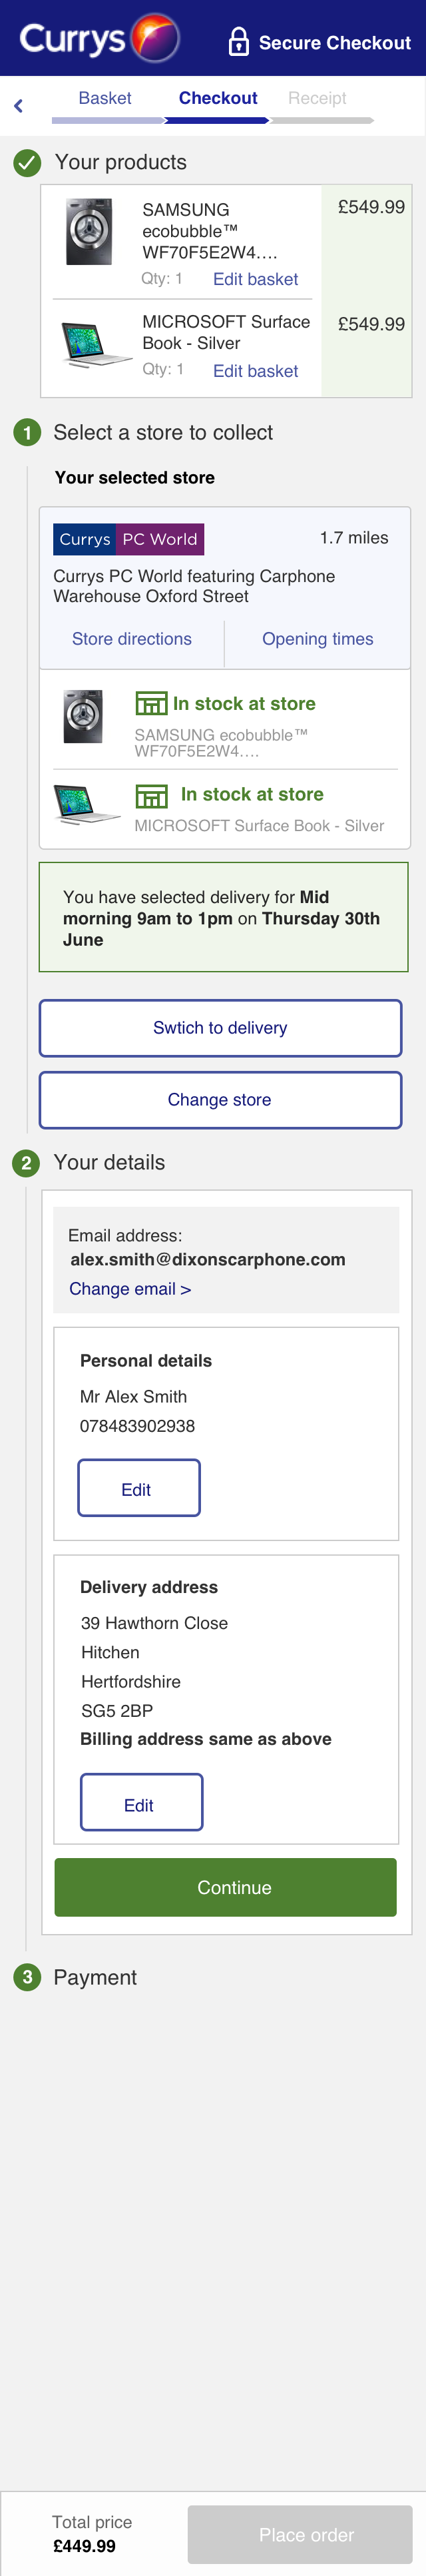 Currys
Secure Checkout
Basket
Checkout
Receipt
Your products
SAMSUNG
ecobubble™
WF70F5E2W4....
£549.99
Qty: 1
Edit basket
MICROSOFT Surface
Book - Silver
£549.99
Qty: 1
Edit basket
1
Select a store to collect
Your selected store
Currys PC World
1.7 miles
Currys PC World featuring Carphone
Warehouse Oxford Street
Store directions
Opening times
In stock at store
SAMSUNG ecobubble™
WF70F5E2W4....
In stock at store
MICROSOFT Surface Book - Silver
You have selected delivery for Mid
morning 9am to 1pm on Thursday 30th
June
Swtich to delivery
Change store
2
Your details
Email address:
alex.smith@dixonscarphone.com
Change email >
Personal details
Mr Alex Smith
078483902938
Edit
Delivery address
39 Hawthorn Close
Hitchen
Hertfordshire
SG5 2BP
Billing address same as above
Edit
Continue
3
Payment
Total price
£449.99
Place order